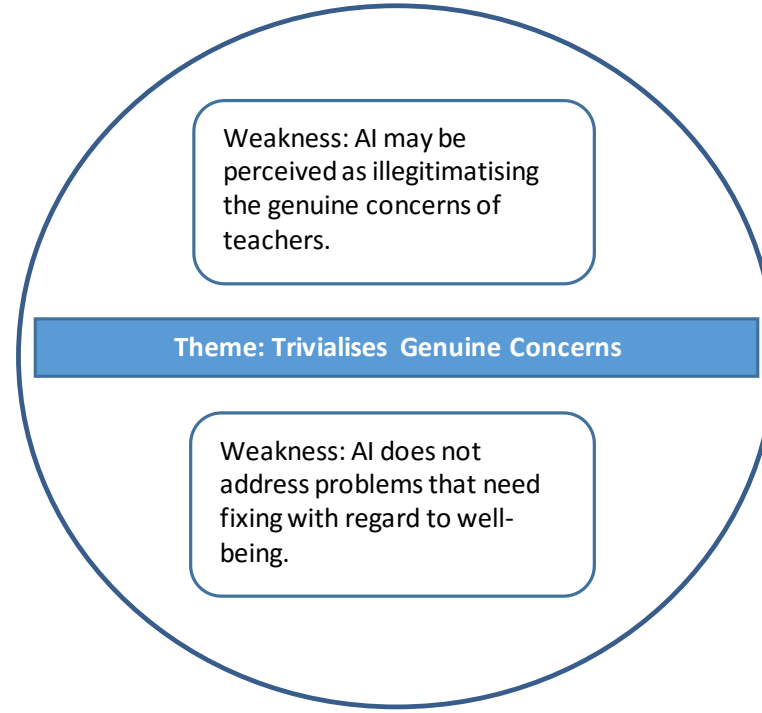 Weakness: AI may be
perceived as illegitimatising
the genuine concerns of
teachers.
Theme: Trivialises Genuine Concerns
Weakness: AI does not
address problems that need
fixing with regard to well-
being.